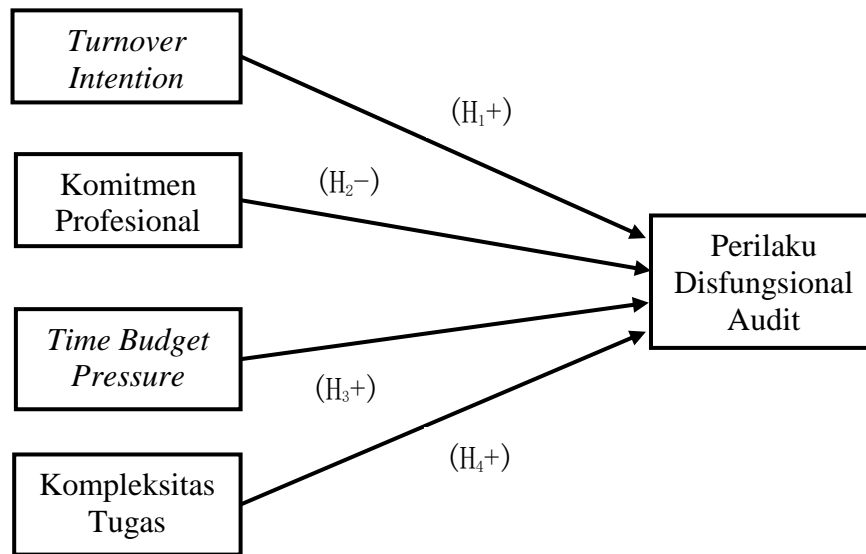 Turnover
Intention
(H₁+)
Komitmen
Profesional
(H₂−)
Perilaku
Disfungsional
Audit
Time Budget
Pressure
(H₃+)
Kompleksitas
Tugas
(H₄+)